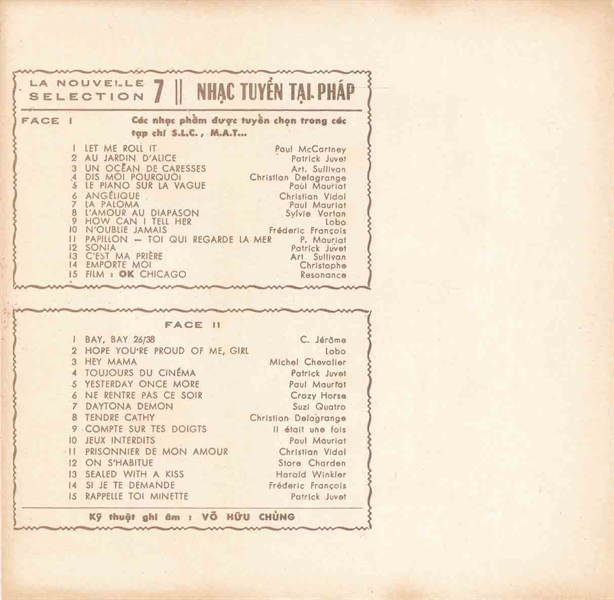 LA NOUVELLE
SELECTION 7 || NHẠC TUYỂN TẠI PHÁP
FACE I Các nhạc phẩm được tuyển chọn trong các
tạp chí S.L.C., M.A.T...
1 LET ME ROLL IT Paul McCartney
2 AU JARDIN D'ALICE Patrick Juvet
3 UN OCÉAN DE CARESSES Art. Sullivan
4 DIS MOI POURQUOI Christian Delagrange
5 LE PIANO SUR LA VAGUE Paul Mauriat
6 ANGÉLIQUE Christian Vidal
7 LA PALOMA Paul Mauriat
8 L'AMOUR AU DIAPASON Sylvie Vartan
9 HOW CAN I TELL HER Lobo
10 N'OUBLIE JAMAIS Fréderic François
11 PAPILLON — TOI QUI REGARDE LA MER P. Mauriat
12 SONIA Patrick Juvet
13 C'EST MA PRIÈRE Art. Sullivan
14 EMPORTE MOI Christophe
15 FILM : OK CHICAGO Resonance
FACE II
1 BAY, BAY 26/38 C. Jérôme
2 HOPE YOU'RE PROUD OF ME, GIRL Lobo
3 HEY MAMA Michel Chevalier
4 TOUJOURS DU CINÉMA Patrick Juvet
5 YESTERDAY ONCE MORE Paul Mauriat
6 NE RENTRE PAS CE SOIR Crazy Horse
7 DAYTONA DEMON Suzi Quatro
8 TENDRE CATHY Christian Delagrange
9 COMPTE SUR TES DOIGTS Il était une fois
10 JEUX INTERDITS Paul Mauriat
11 PRISONNIER DE MON AMOUR Christian Vidal
12 ON S'HABITUE Store Charden
13 SEALED WITH A KISS Harold Winkler
14 SI JE TE DEMANDE Fréderic François
15 RAPPELLE TOI MINETTE Patrick Juvet
Kỹ thuật ghi âm : VÕ HỮU CHÙNG